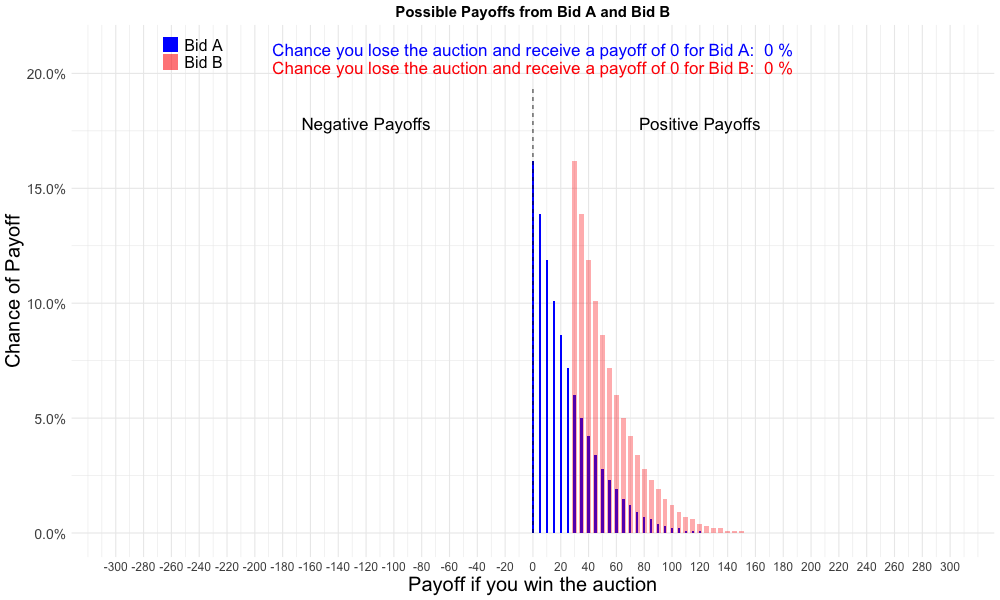 Possible Payoffs from Bid A and Bid B
Bid A
Bid B
Chance you lose the auction and receive a payoff of 0 for Bid A:  0 %
Chance you lose the auction and receive a payoff of 0 for Bid B:  0 %
Negative Payoffs
Positive Payoffs
Chance of Payoff
20.0%
15.0%
10.0%
5.0%
0.0%
-300 -280 -260 -240 -220 -200 -180 -160 -140 -120 -100 -80 -60 -40 -20 0 20 40 60 80 100 120 140 160 180 200 220 240 260 280 300
Payoff if you win the auction